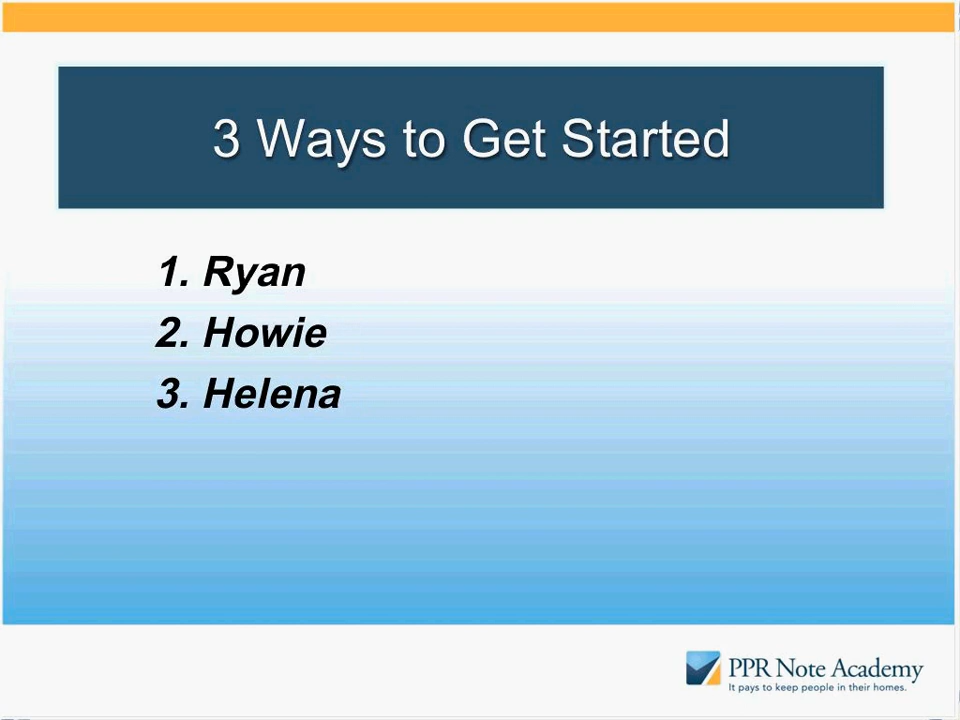 3 Ways to Get Started
1. Ryan
2. Howie
3. Helena
PPR Note Academy
It pays to keep people in their homes.